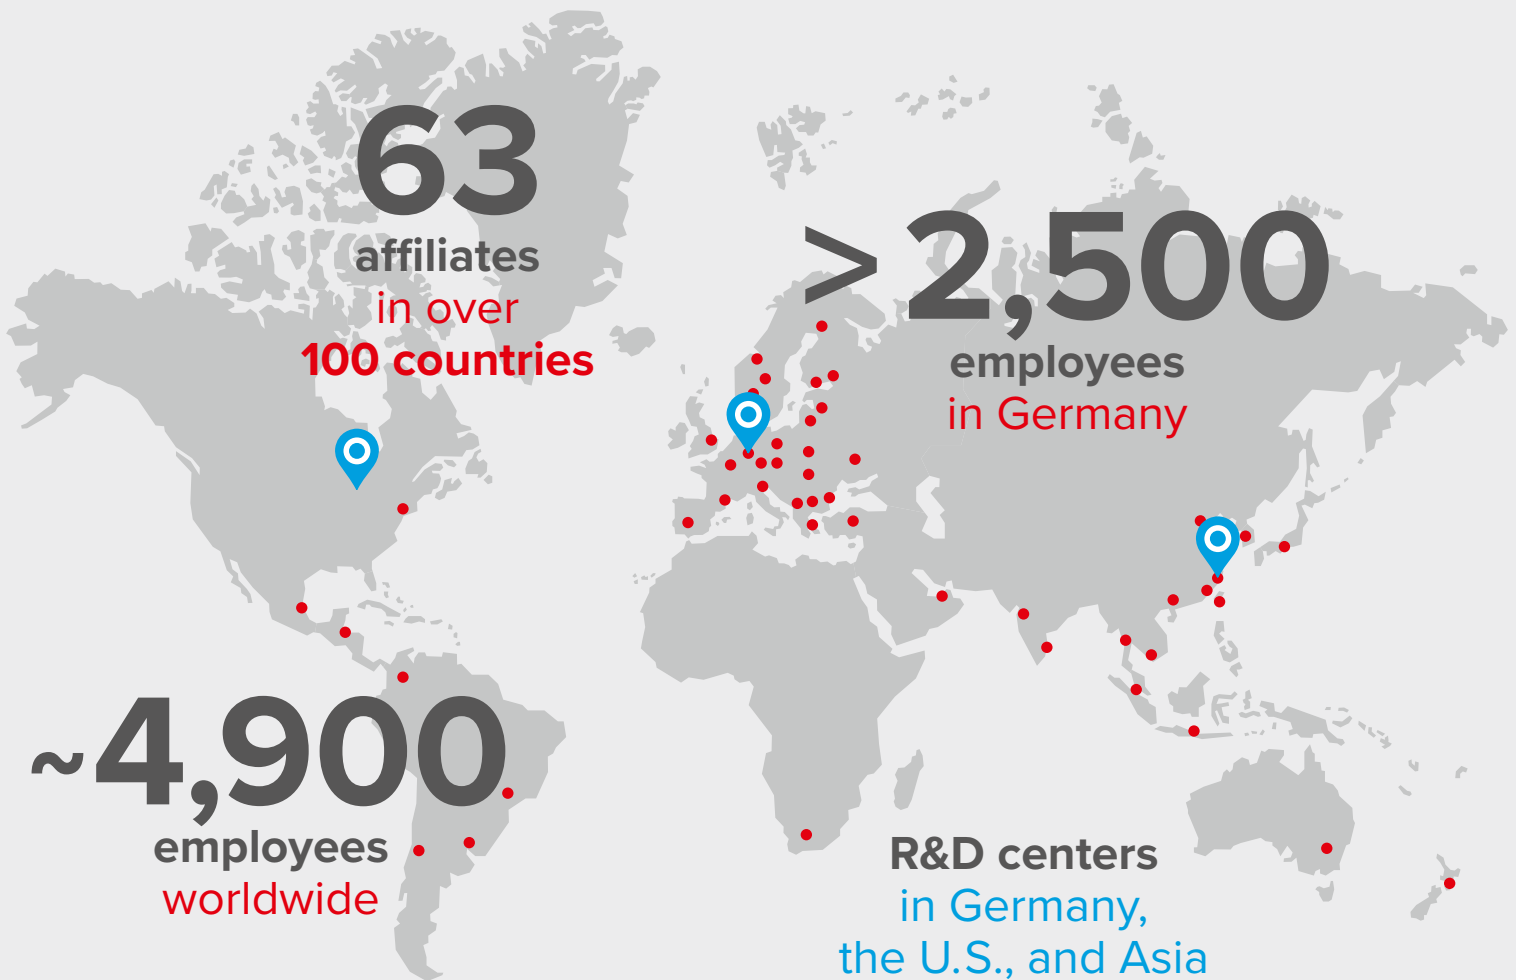 63
affiliates
in over
100 countries
> 2,500
employees
in Germany
~4,900
employees
worldwide
R&D centers
in Germany,
the U.S., and Asia